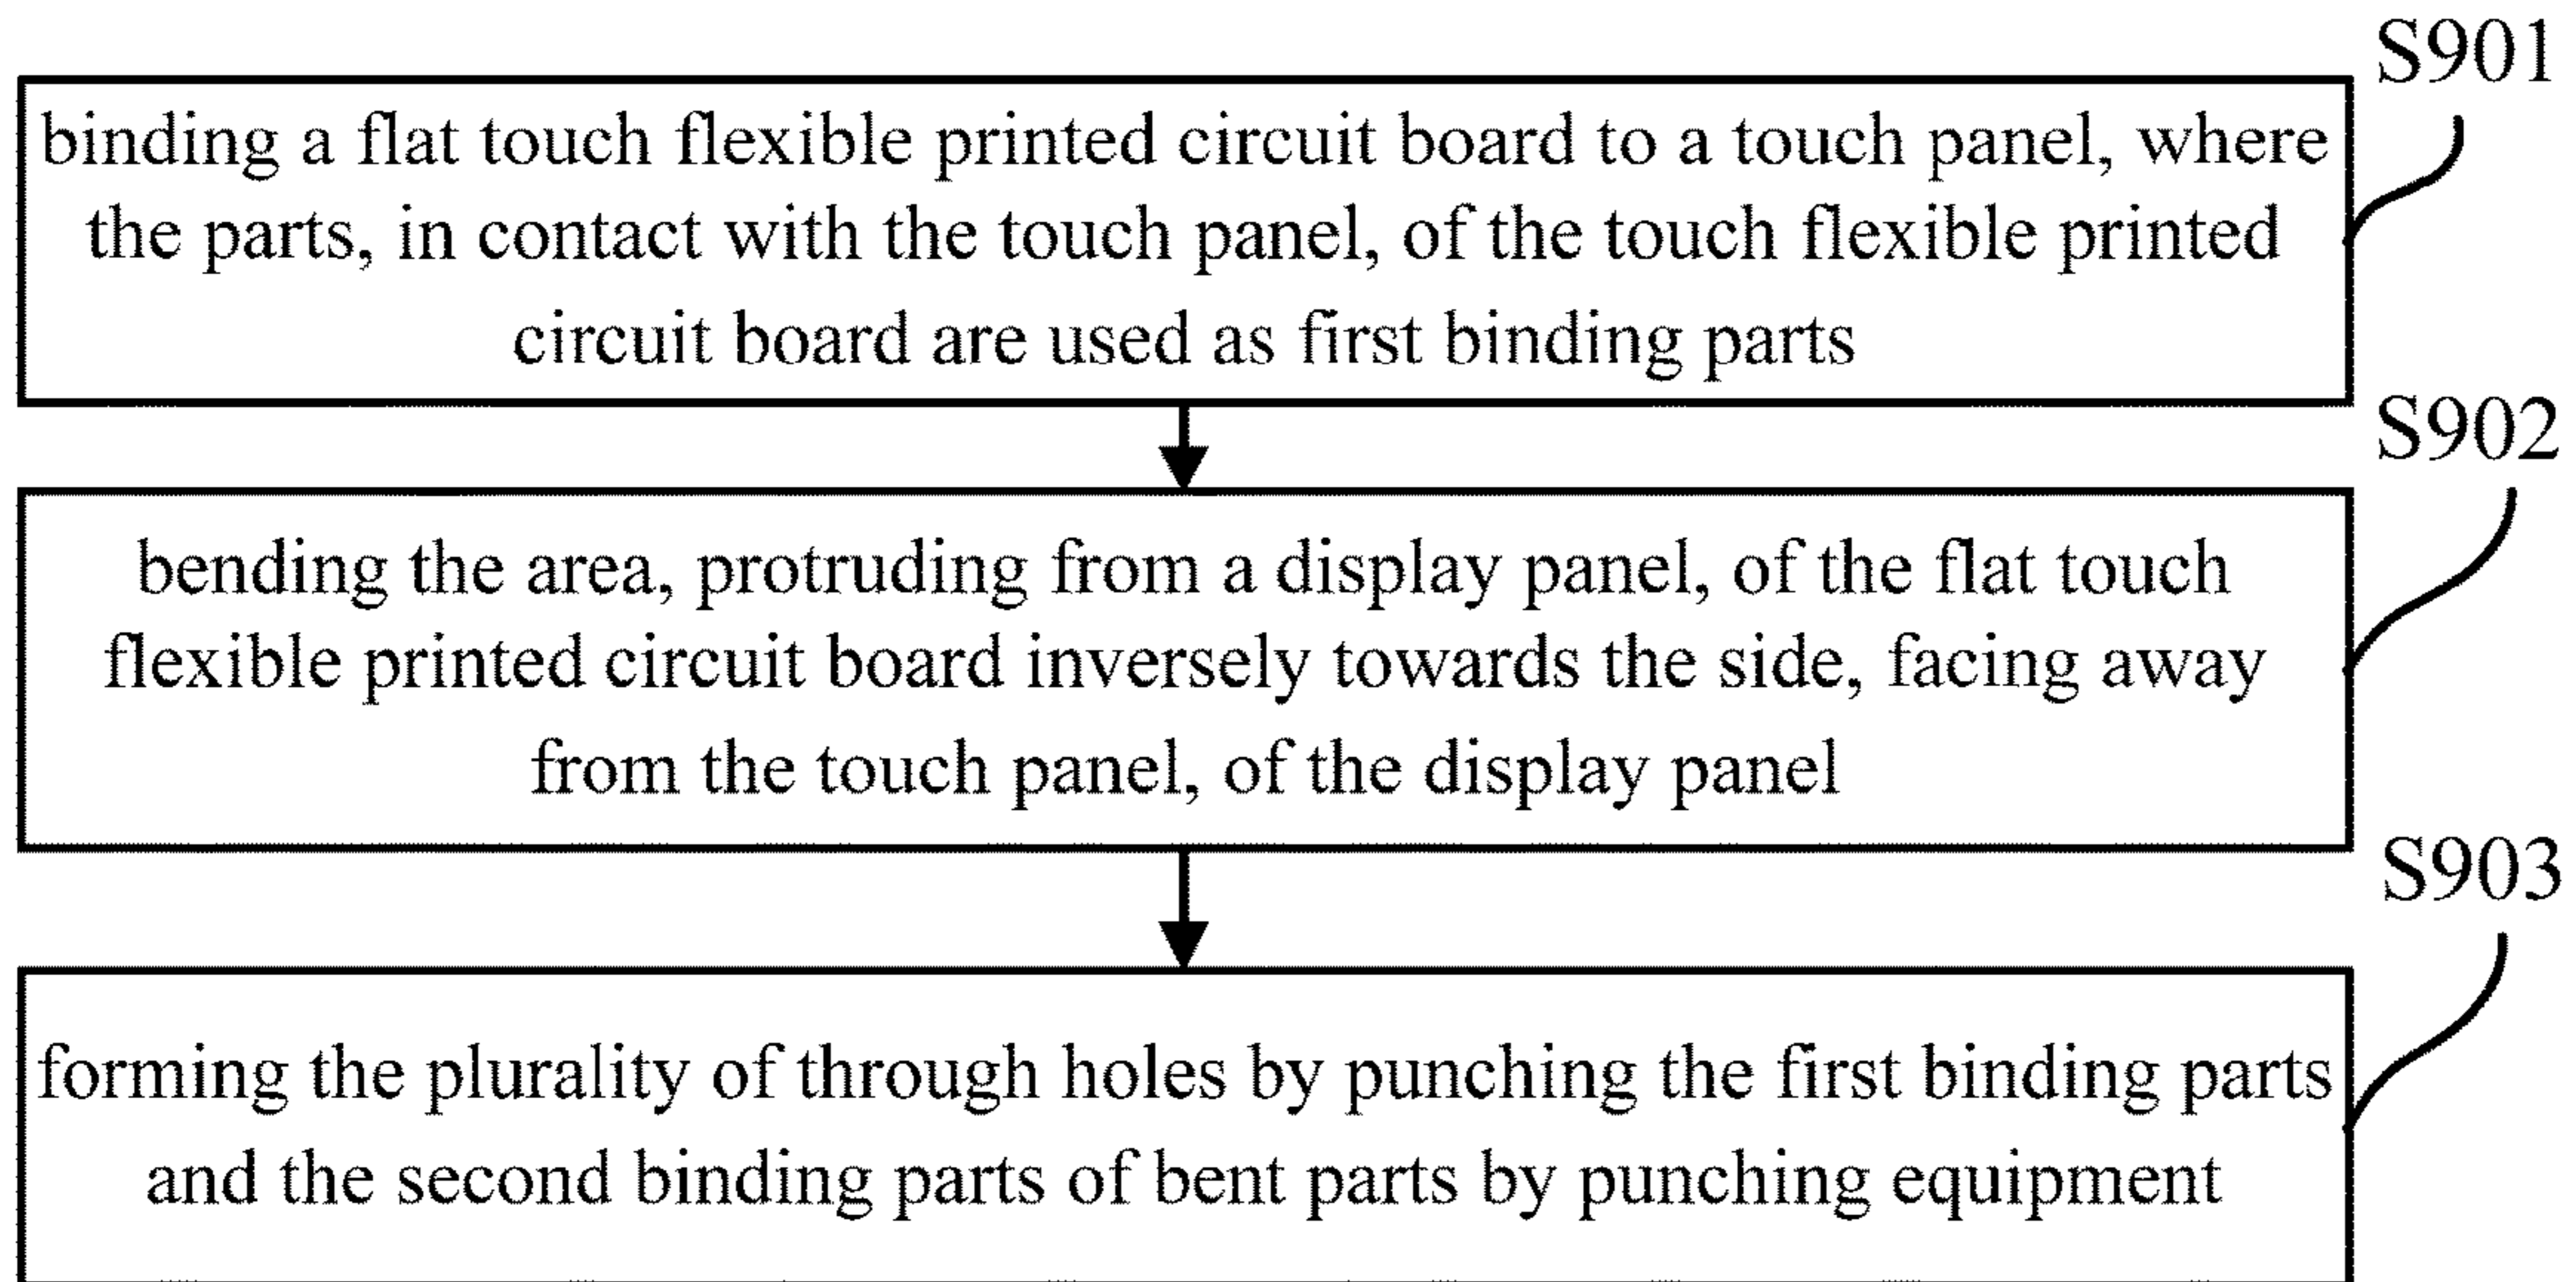 S901
binding a flat touch flexible printed circuit board to a touch panel, where
the parts, in contact with the touch panel, of the touch flexible printed
circuit board are used as first binding parts
S902
bending the area, protruding from a display panel, of the flat touch
flexible printed circuit board inversely towards the side, facing away
from the touch panel, of the display panel
S903
forming the plurality of through holes by punching the first binding parts
and the second binding parts of bent parts by punching equipment